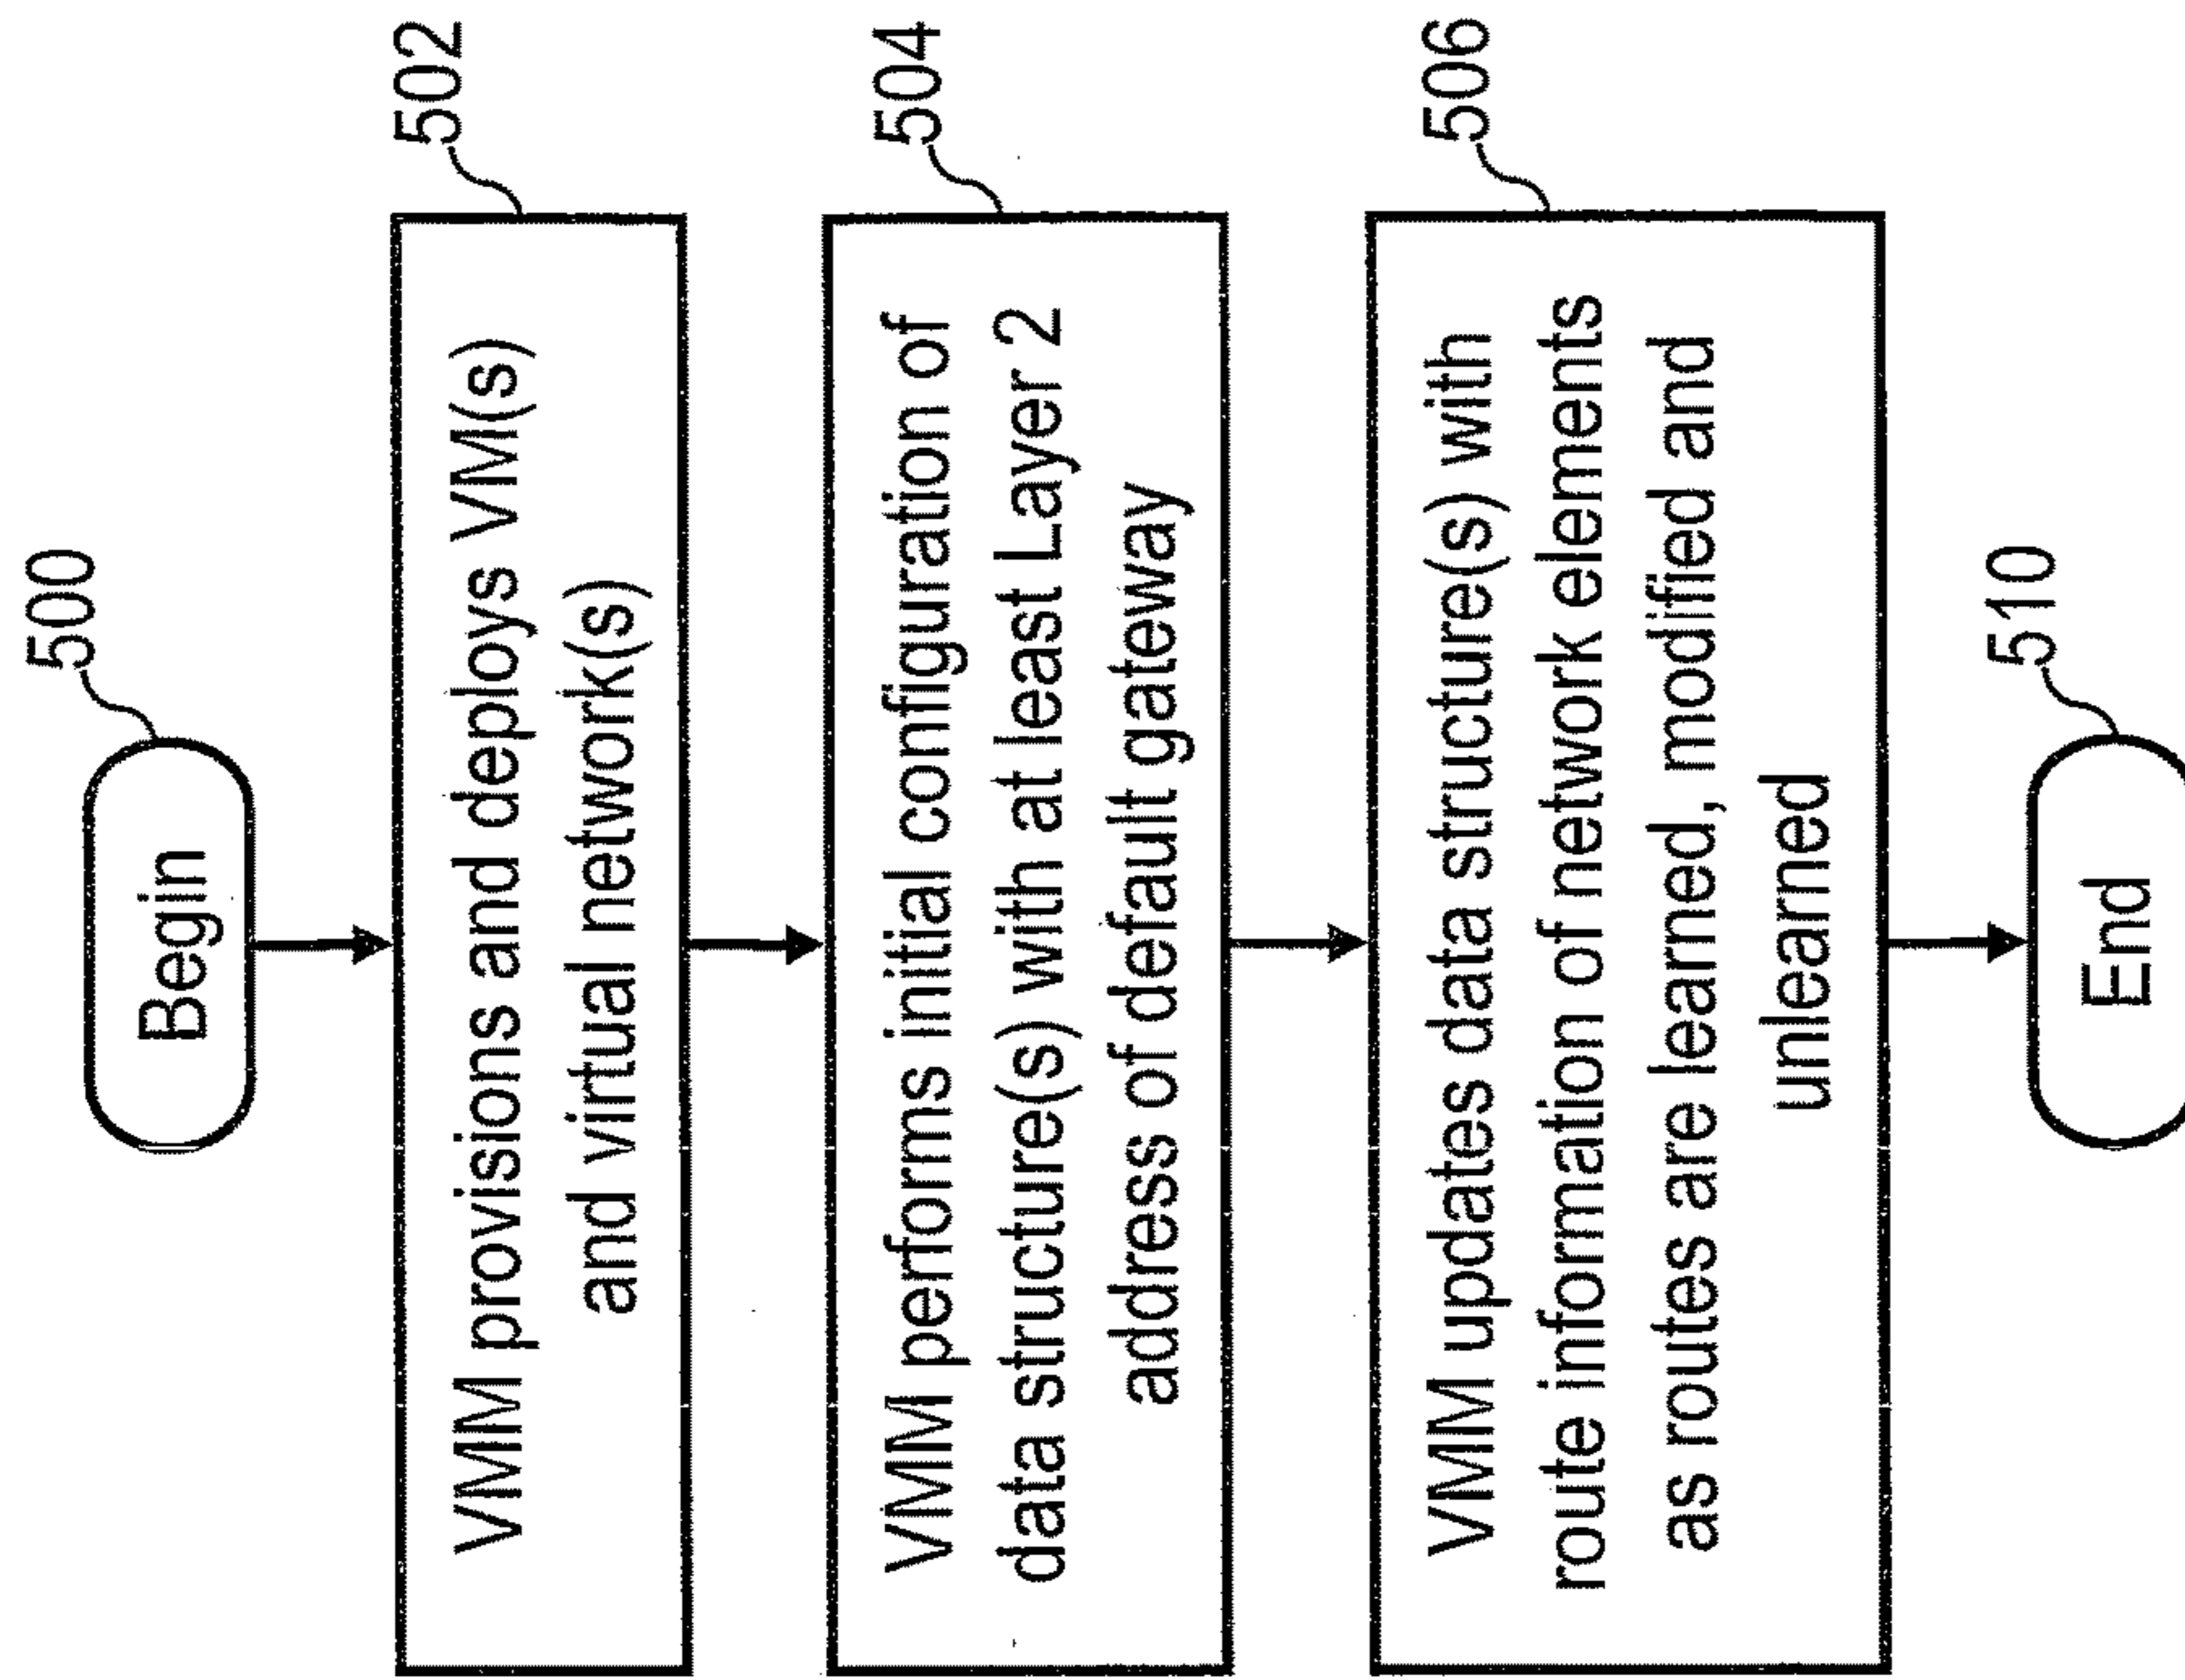 500
Begin
502
VMM provisions and deploys VM(s)
and virtual network(s)
504
VMM performs initial configuration of
data structure(s) with at least Layer 2
address of default gateway
506
VMM updates data structure(s) with
route information of network elements
as routes are learned, modified and
unlearned
510
End